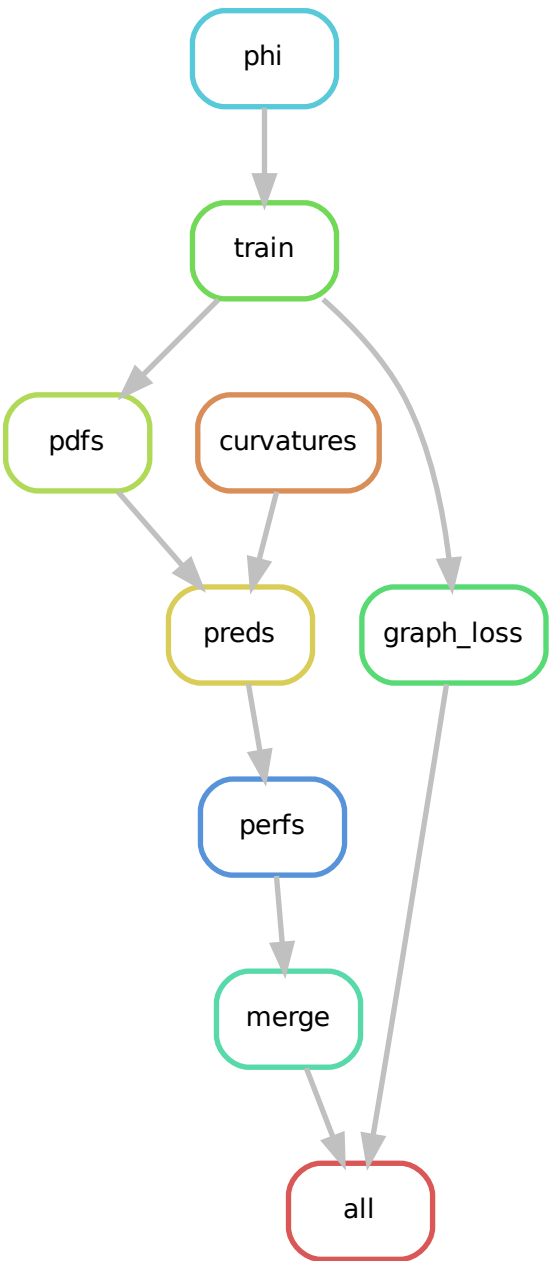 phi
train
pdfs
curvatures
preds
graph_loss
perfs
merge
all